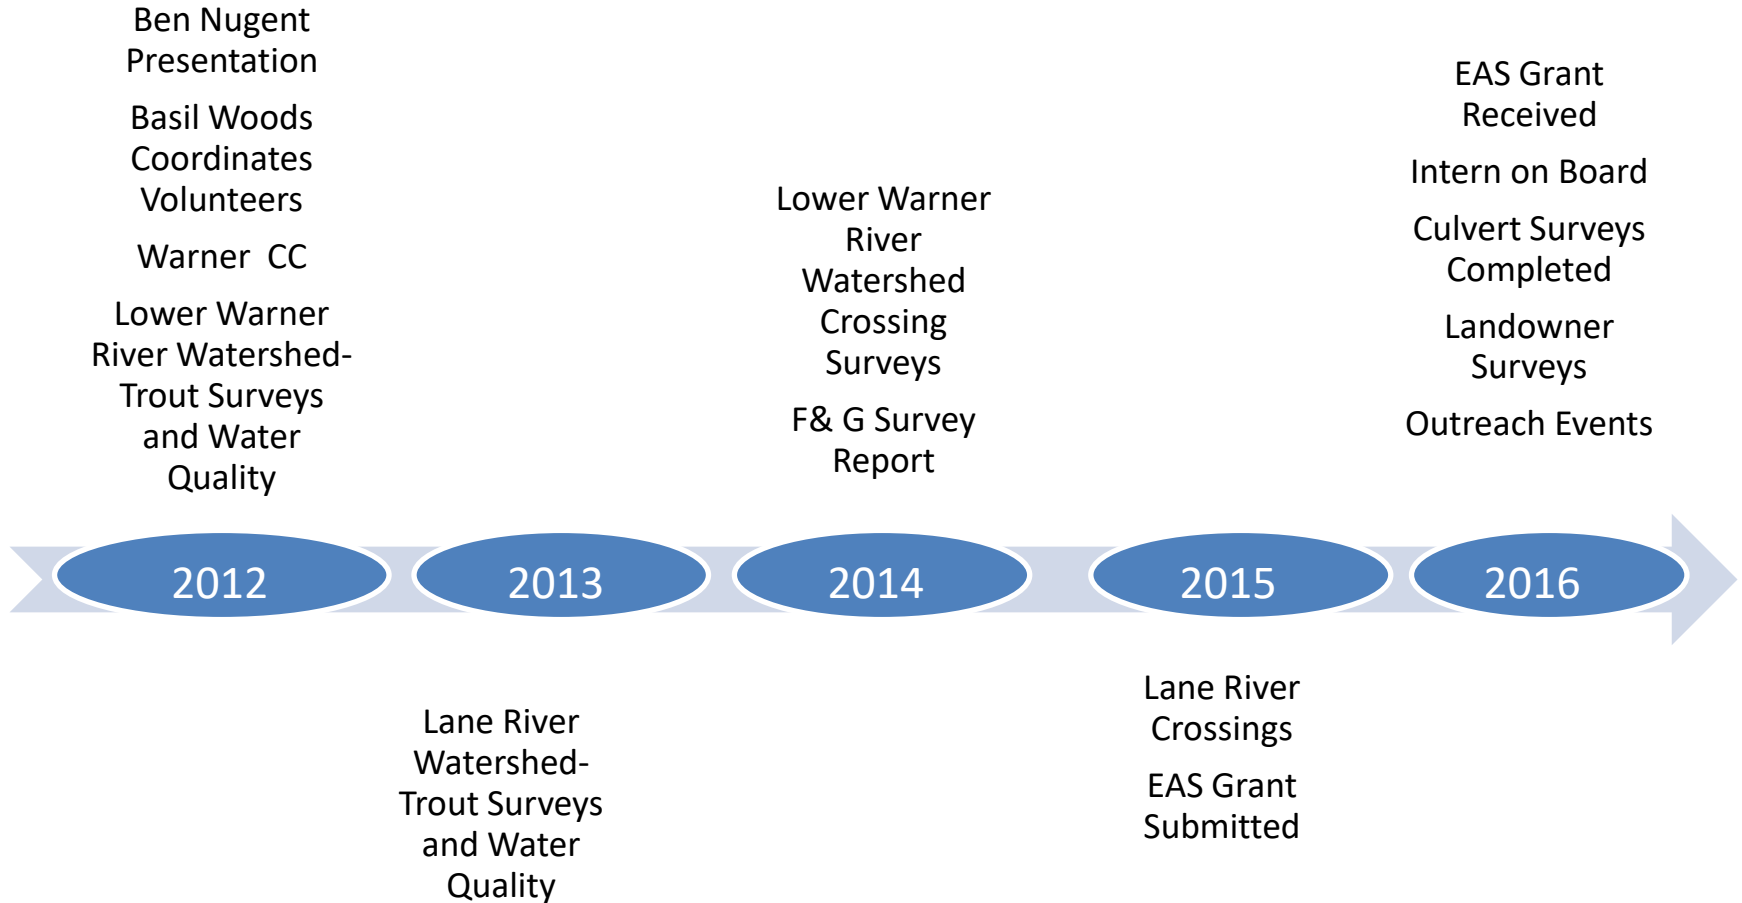 Ben Nugent
Presentation
Basil Woods
Coordinates
Volunteers
Warner  CC
Lower Warner
River Watershed-
Trout Surveys
and Water
Quality
Lower Warner
River
Watershed
Crossing
Surveys
F& G Survey
Report
EAS Grant
Received
Intern on Board
Culvert Surveys
Completed
Landowner
Surveys
Outreach Events
2012
2013
2014
2015
2016
Lane River
Watershed-
Trout Surveys
and Water
Quality
Lane River
Crossings
EAS Grant
Submitted